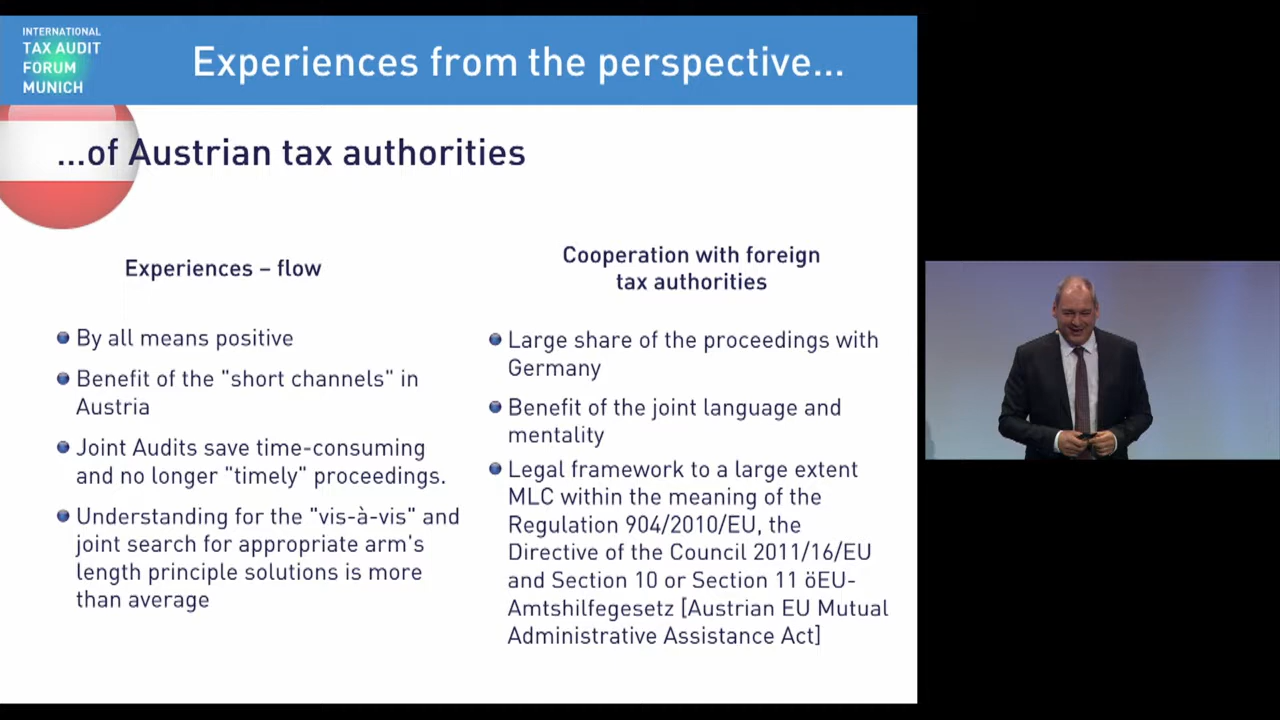 INTERNATIONAL
TAX AUDIT
FORUM
MUNICH
Experiences from the perspective...
...of Austrian tax authorities
Experiences – flow
By all means positive
Benefit of the "short channels" in
Austria
Joint Audits save time-consuming
and no longer "timely" proceedings.
Understanding for the "vis-à-vis" and
joint search for appropriate arm's
length principle solutions is more
than average
Cooperation with foreign
tax authorities
Large share of the proceedings with
Germany
Benefit of the joint language and
mentality
Legal framework to a large extent
MLC within the meaning of the
Regulation 904/2010/EU, the
Directive of the Council 2011/16/EU
and Section 10 or Section 11 öEU-
Amtshilfegesetz [Austrian EU Mutual
Administrative Assistance Act]